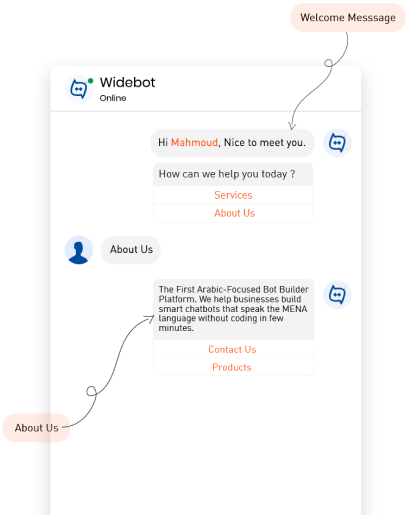 Welcome Messsage
Widebot
Online
Hi Mahmoud, Nice to meet you.
How can we help you today ?
Services
About Us
About Us
The First Arabic-Focused Bot Builder
Platform. We help businesses build
smart chatbots that speak the MENA
language without coding in few
minutes.
Contact Us
Products
About Us